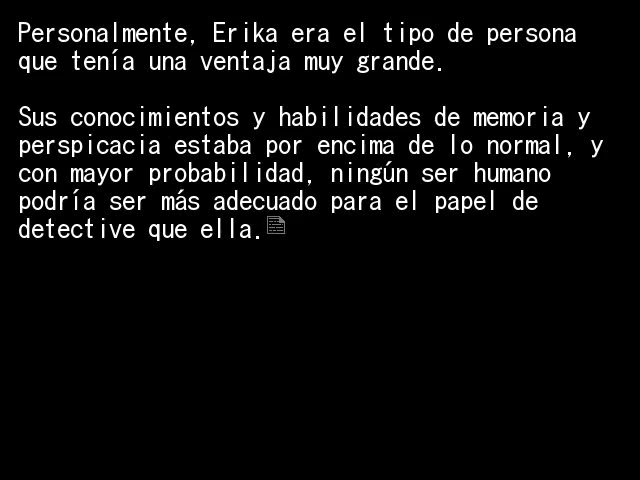 Personalmente, Erika era el tipo de persona
que tenía una ventaja muy grande.
Sus conocimientos y habilidades de memoria y
perspicacia estaba por encima de lo normal, y
con mayor probabilidad, ningún ser humano
podría ser más adecuado para el papel de
detective que ella.